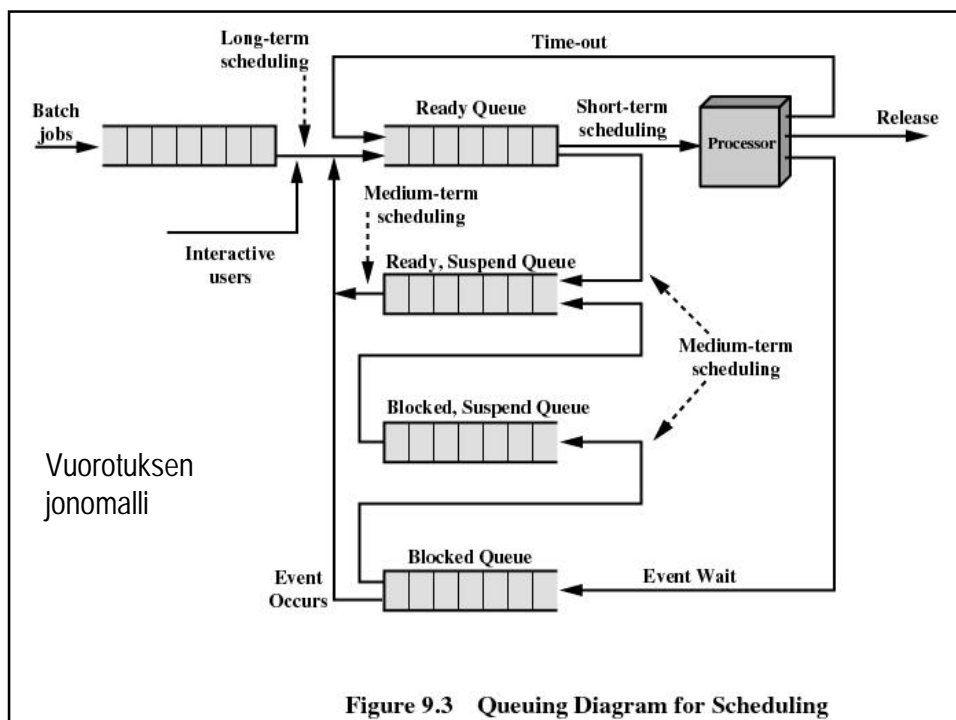 Long-term
scheduling
Time-out
Batch
jobs
Ready Queue
Short-term
scheduling
Processor
Release
Medium-term
scheduling
Interactive
users
Ready, Suspend Queue
Medium-term
scheduling
Blocked, Suspend Queue
Vuorotuksen
jonomalli
Blocked Queue
Event
Occurs
Event Wait
Figure 9.3 Queuing Diagram for Scheduling